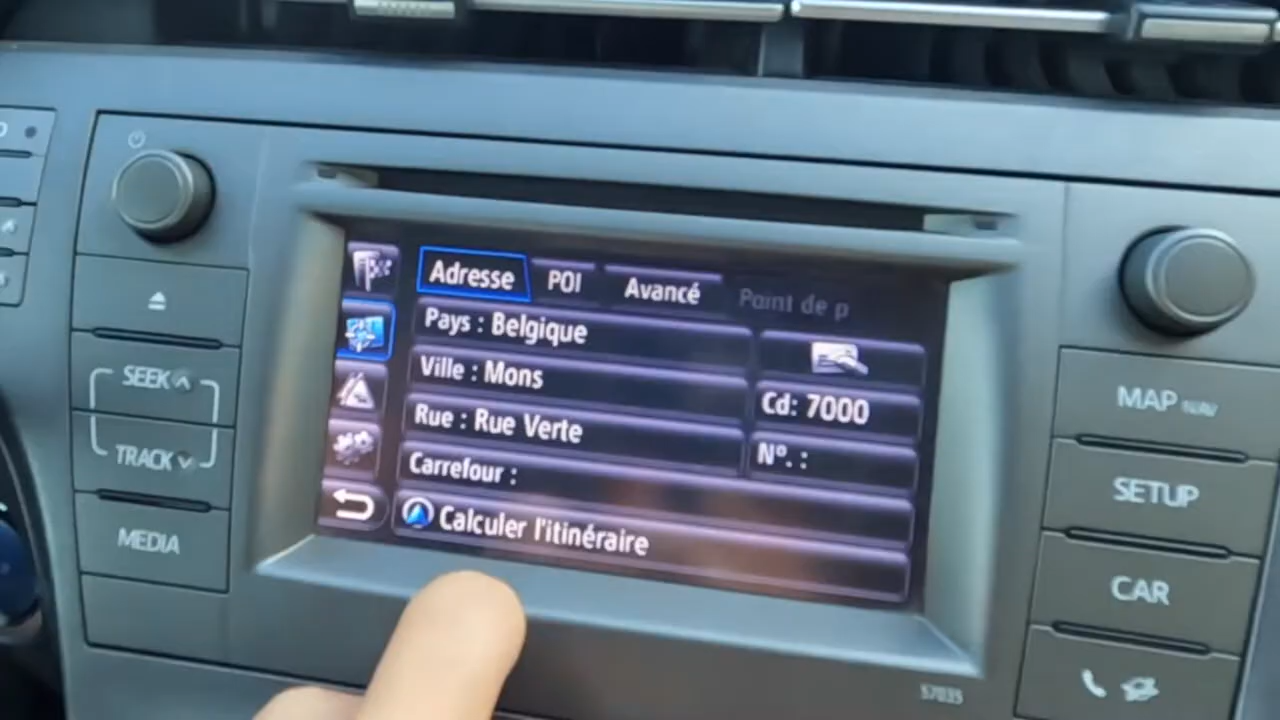 Adresse POI Avancé Point de p
Pays : Belgique
Ville : Mons
Cd: 7000
Rue : Rue Verte
N°. :
Carrefour :
Calculer l'itinéraire
SEEK
TRACK
MEDIA
MAP NAV
SETUP
CAR
57035